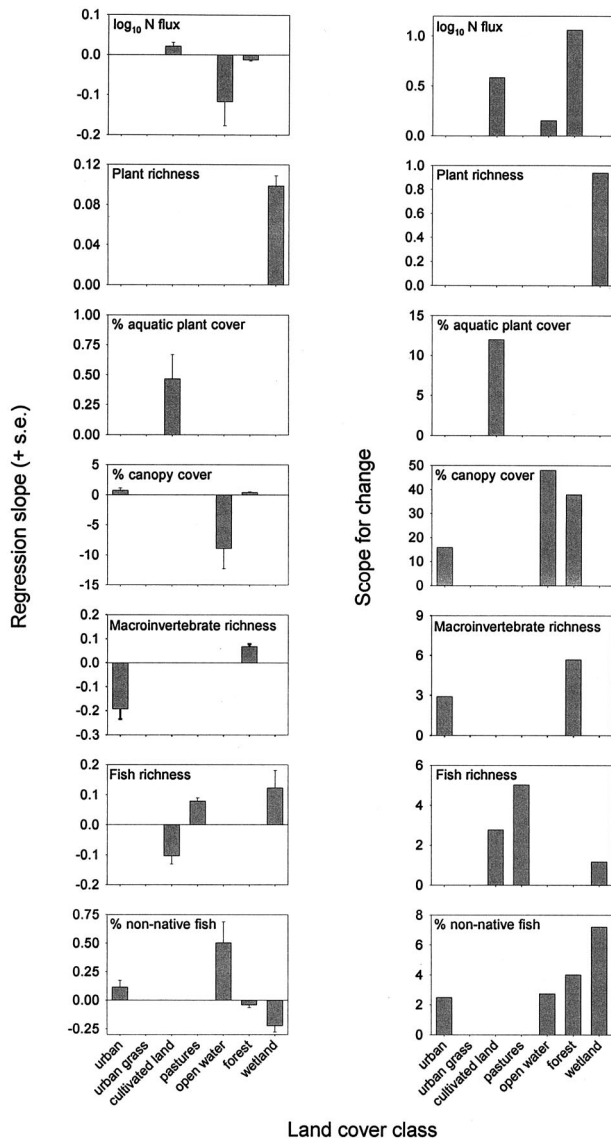 log10 N flux
0.1
0.0
-0.1
-0.2
Plant richness
0.12
0.08
0.04
0.00
% aquatic plant cover
1.00
0.75
0.50
0.25
0.00
% canopy cover
5
0
-5
-10
-15
Macroinvertebrate richness
0.2
0.1
0.0
-0.1
-0.2
-0.3
Fish richness
0.2
0.1
0.0
-0.1
-0.2
% non-native fish
0.75
0.50
0.25
0.00
-0.25
urban
urban grass
cultivated land
pastures
open water
forest
wetland
Regression slope (+ s.e.)
log10 N flux
1.0
0.5
0.0
Plant richness
1.0
0.8
0.6
0.4
0.2
0.0
% aquatic plant cover
15
10
5
0
% canopy cover
50
40
30
20
10
0
Macroinvertebrate richness
9
6
3
0
Fish richness
6
4
2
0
% non-native fish
8
6
4
2
0
urban
urban grass
cultivated land
pastures
open water
forest
wetland
Scope for change
Land cover class